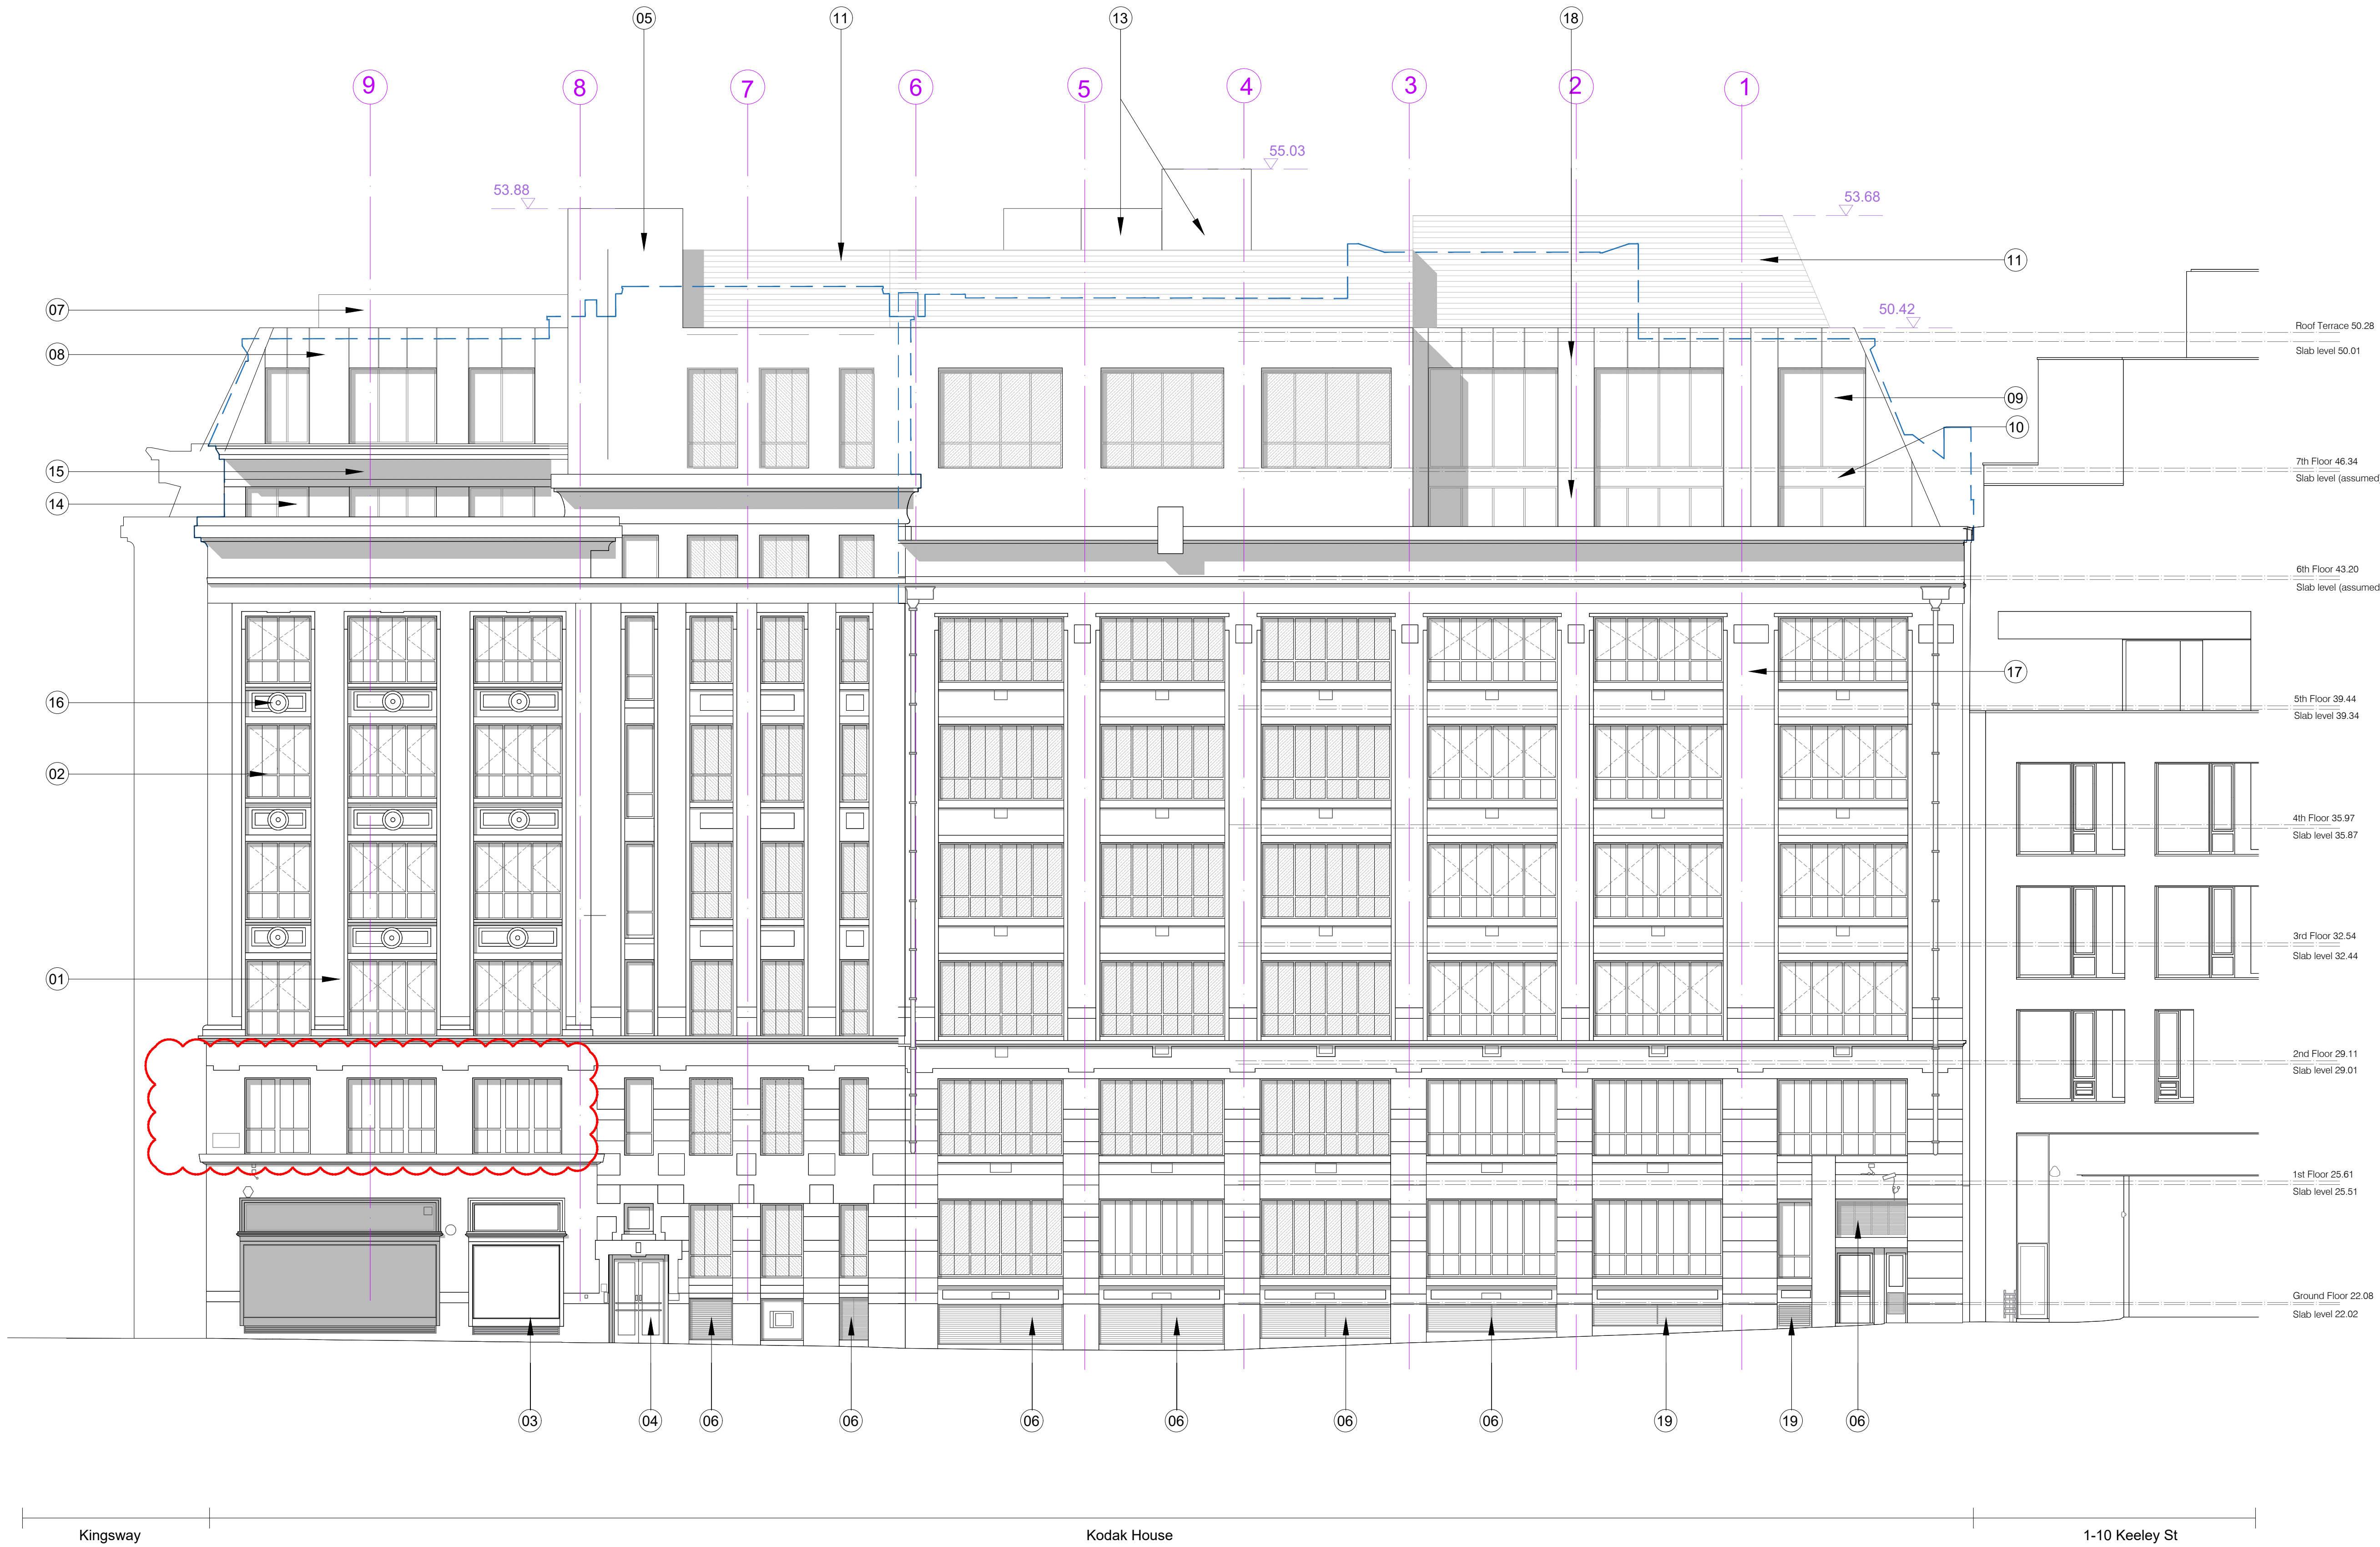 05
11
13
18
9
8
7
6
5
4
3
2
1
55.03
53.88
53.68
11
07
50.42
Roof Terrace 50.28
08
Slab level 50.01
09
10
7th Floor 46.34
15
Slab level (assumed
14
6th Floor 43.20
Slab level (assumed
17
16
5th Floor 39.44
Slab level 39.34
02
4th Floor 35.97
Slab level 35.87
3rd Floor 32.54
Slab level 32.44
01
2nd Floor 29.11
Slab level 29.01
1st Floor 25.61
Slab level 25.51
Ground Floor 22.08
Slab level 22.02
03
04
06
06
06
06
06
06
19
19
06
Kingsway
Kodak House
1-10 Keeley St